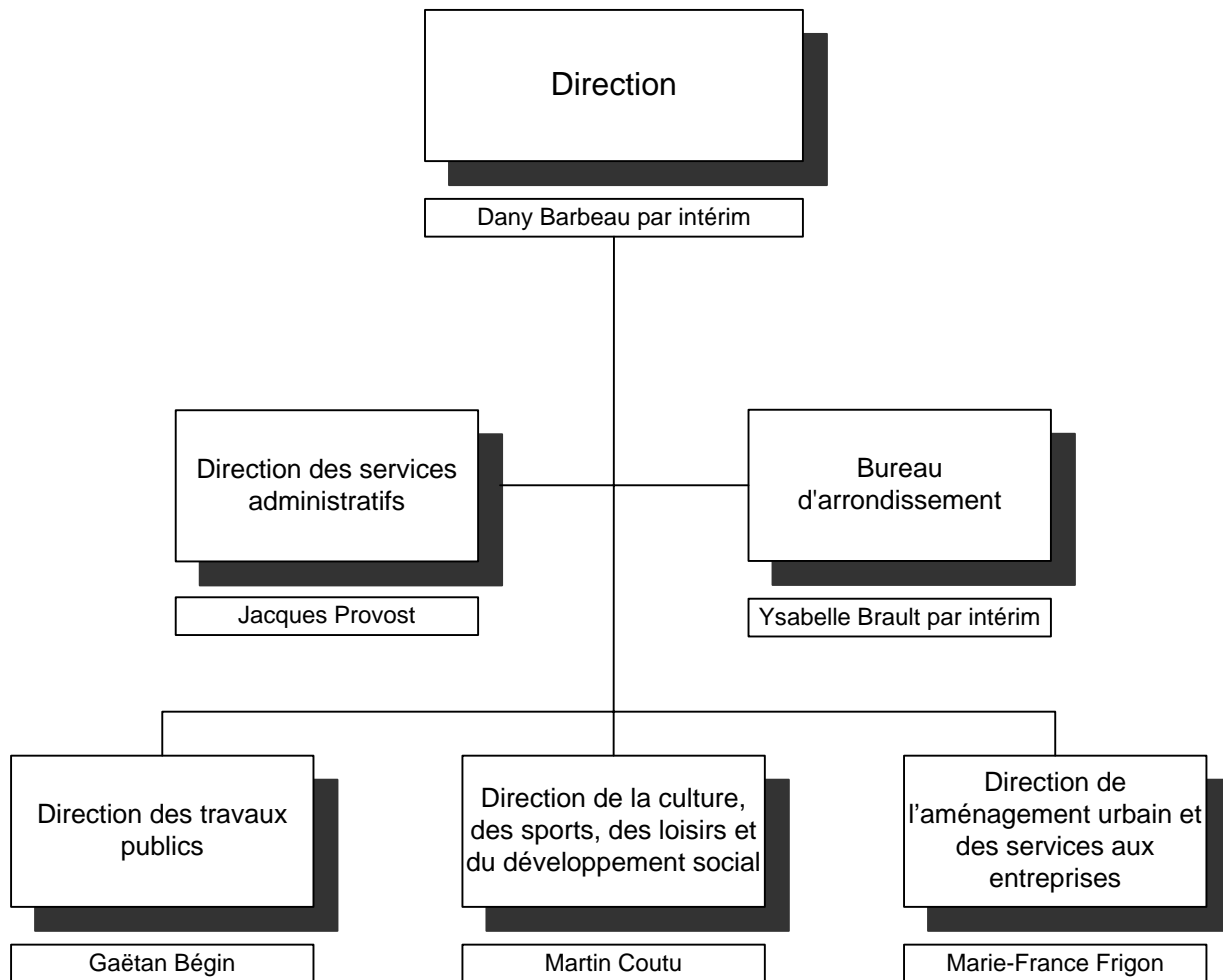 Direction
Dany Barbeau par intérim
Direction des services
administratifs
Jacques Provost
Bureau
d'arrondissement
Ysabelle Brault par intérim
Direction des travaux
publics
Gaëtan Bégin
Direction de la culture,
des sports, des loisirs et
du développement social
Martin Coutu
Direction de
l’aménagement urbain et
des services aux
entreprises
Marie-France Frigon